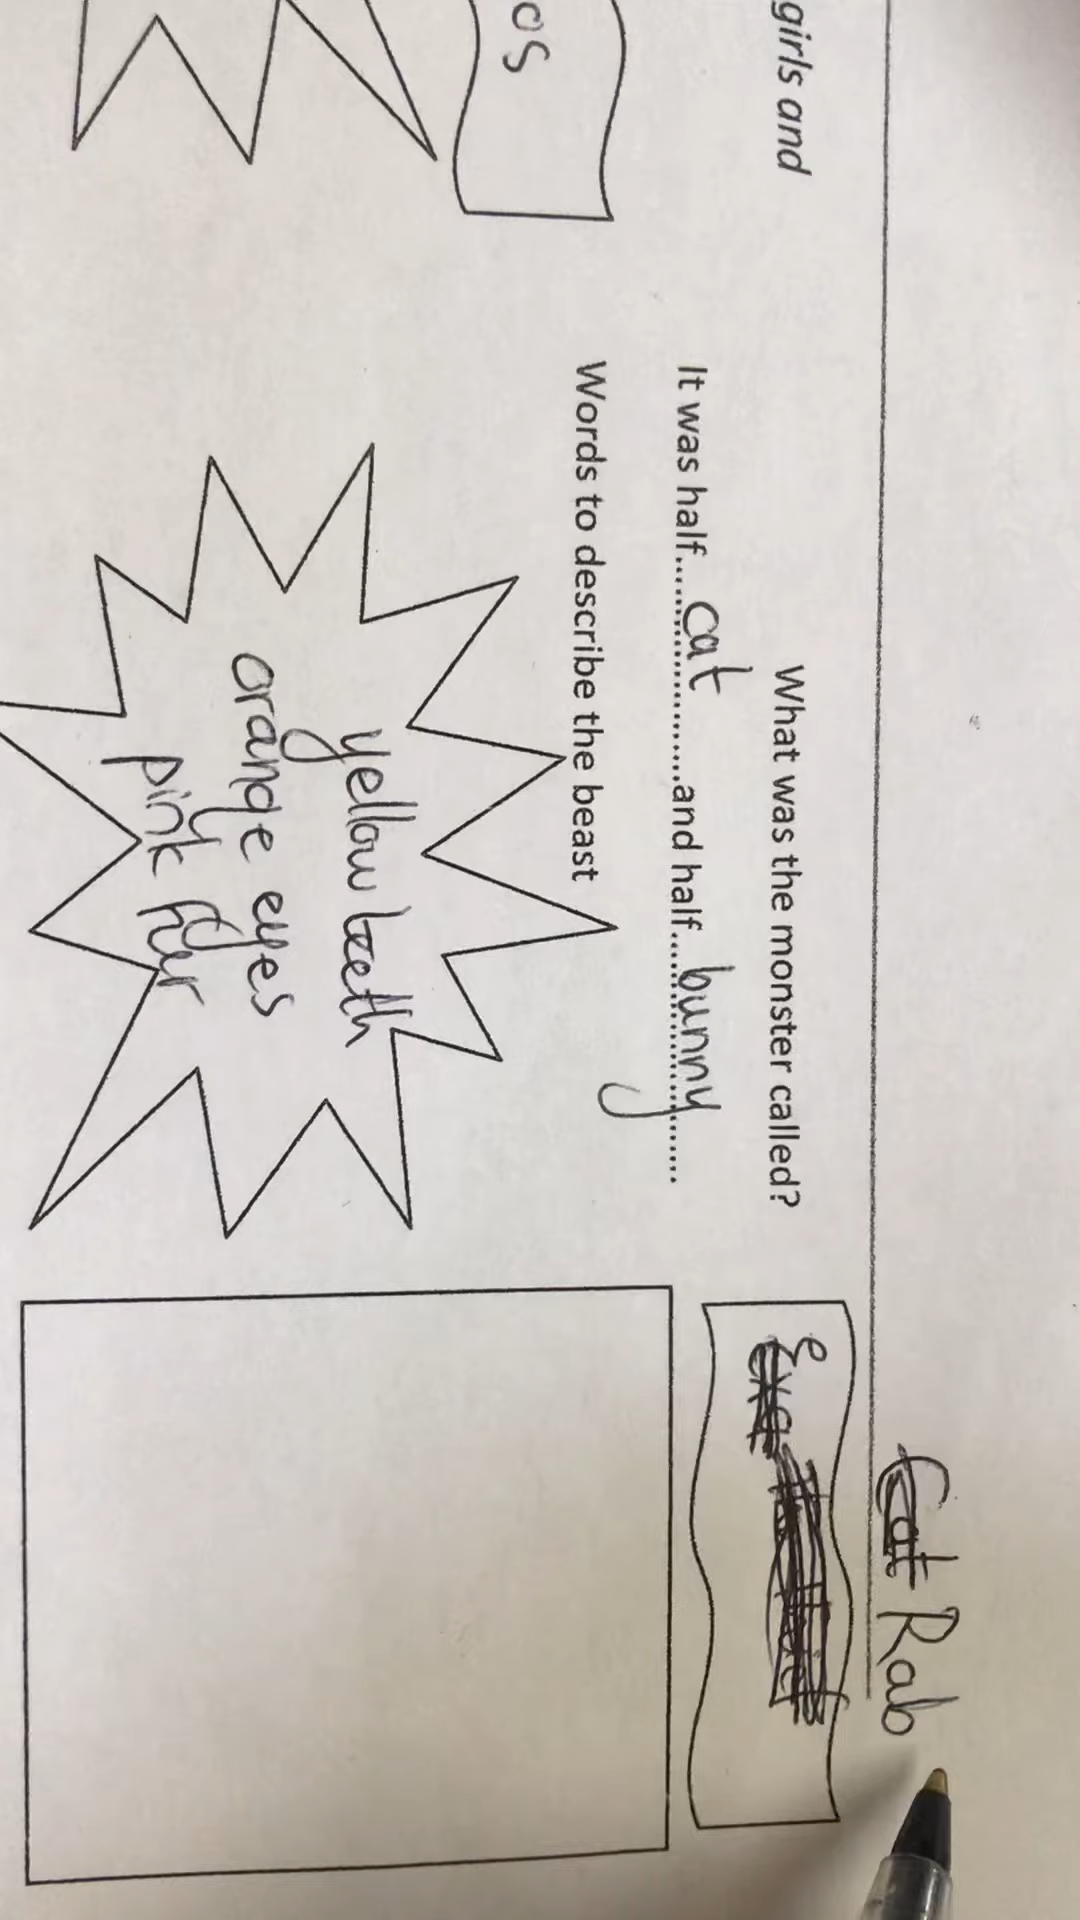 girls and
os
Cat Rab
What was the monster called?
It was half....cat............and half....bunny.......
Words to describe the beast
yellow teeth
orange eyes
pink fur